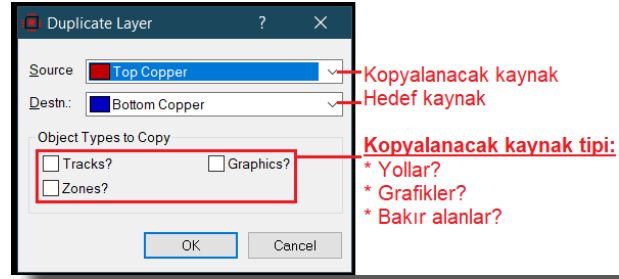 Duplicate Layer ? ×
Source Top Copper
Kopyalanacak kaynak
Destn.: Bottom Copper
Hedef kaynak
Object Types to Copy
Tracks? Graphics?
Zones?
Kopyalanacak kaynak tipi:
* Yollar?
* Grafikler?
* Bakır alanlar?
OK Cancel